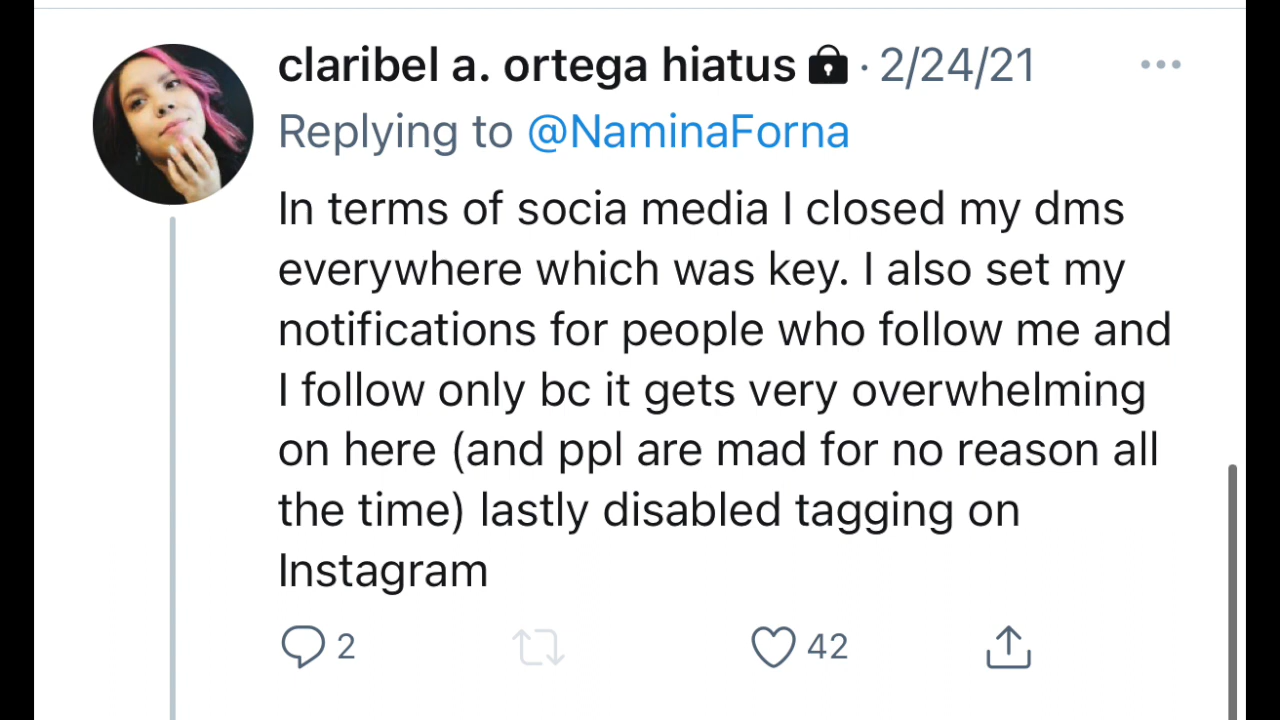 claribel a. ortega hiatus · 2/24/21
Replying to @NaminaForna
In terms of socia media I closed my dms
everywhere which was key. I also set my
notifications for people who follow me and
I follow only bc it gets very overwhelming
on here (and ppl are mad for no reason all
the time) lastly disabled tagging on
Instagram
2 42